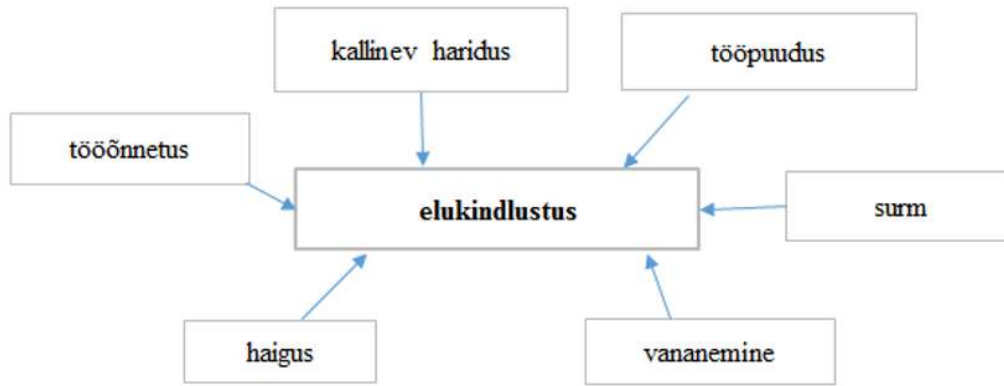 kallinev haridus
tööpuudus
tööõnnetus
elukindlustus
surm
haigus
vananemine